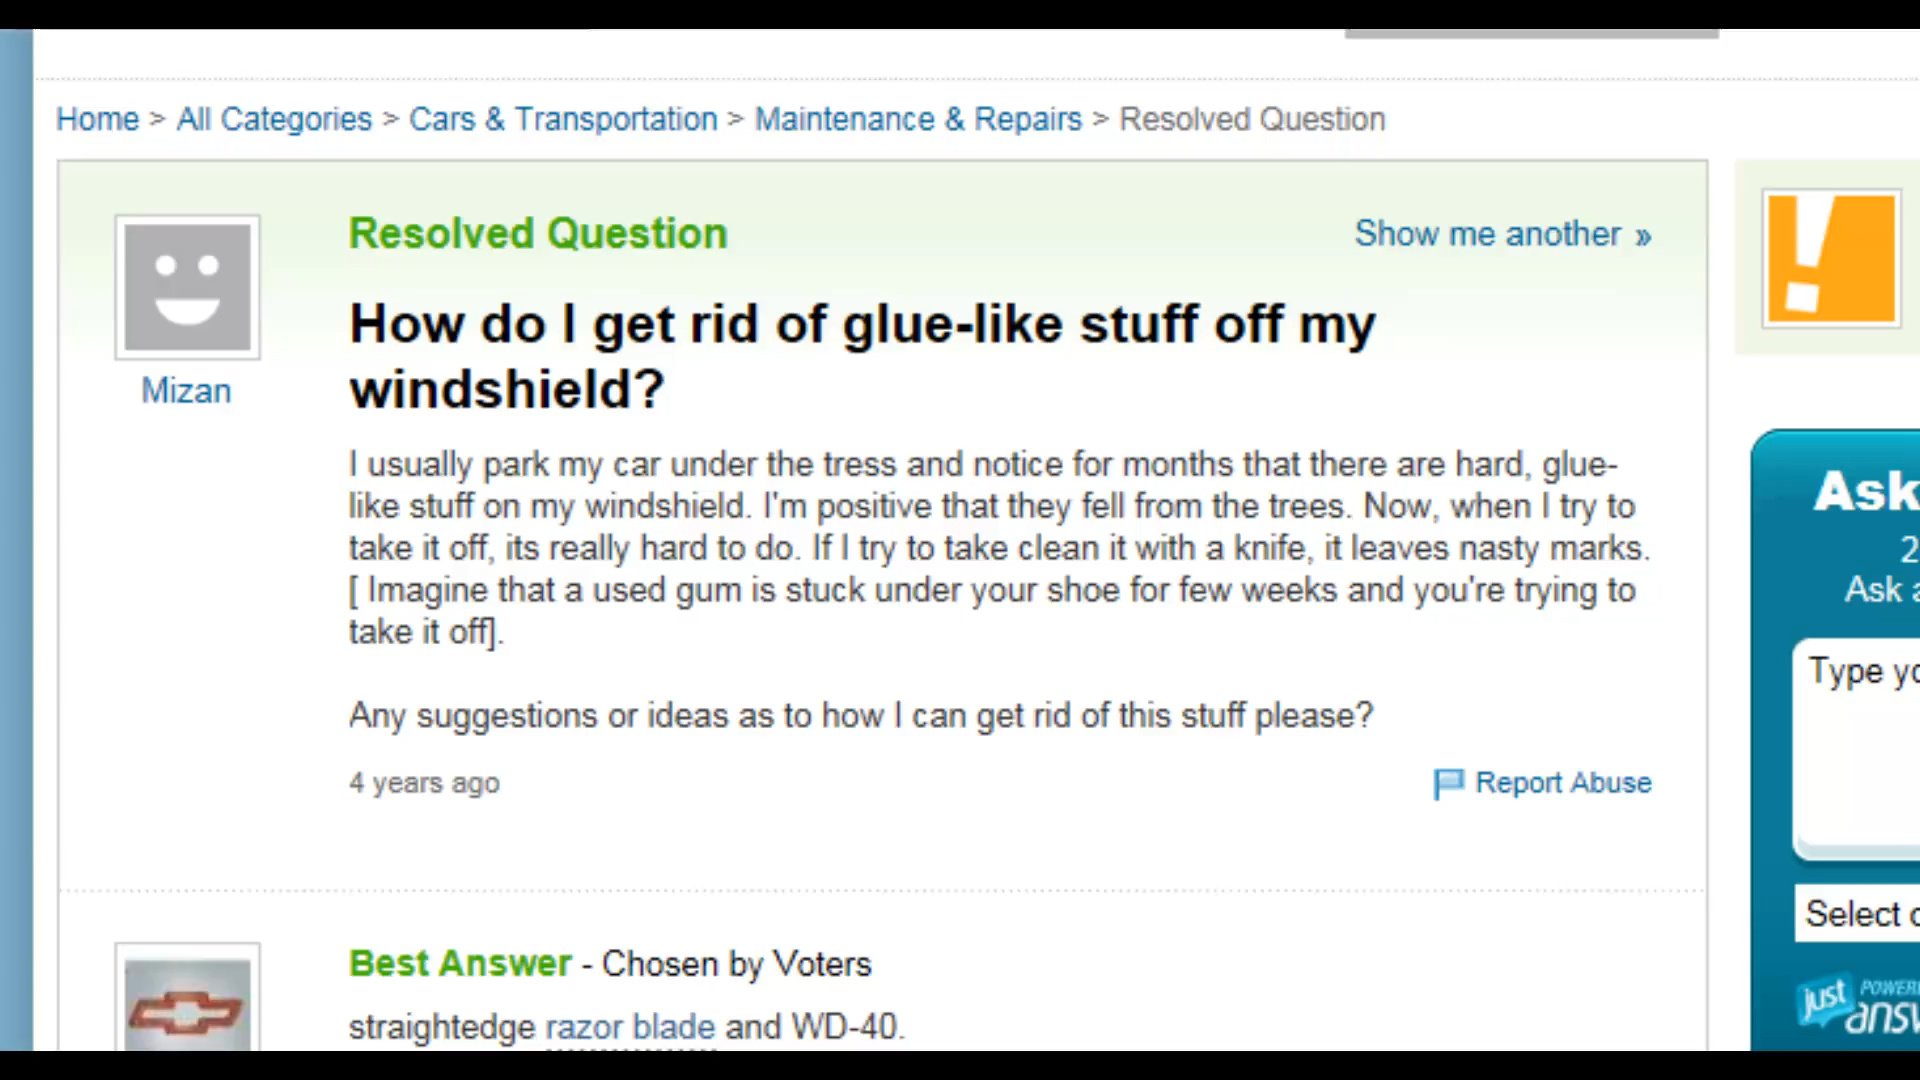 Home > All Categories > Cars & Transportation > Maintenance & Repairs > Resolved Question
Resolved Question
Show me another »
How do I get rid of glue-like stuff off my
windshield?
Mizan
I usually park my car under the tress and notice for months that there are hard, glue-
like stuff on my windshield. I'm positive that they fell from the trees. Now, when I try to
take it off, its really hard to do. If I try to take clean it with a knife, it leaves nasty marks.
[ Imagine that a used gum is stuck under your shoe for few weeks and you're trying to
take it off].
Any suggestions or ideas as to how I can get rid of this stuff please?
4 years ago
Report Abuse
Best Answer - Chosen by Voters
straightedge razor blade and WD-40.
Ask
2
Ask
Type
Select
just